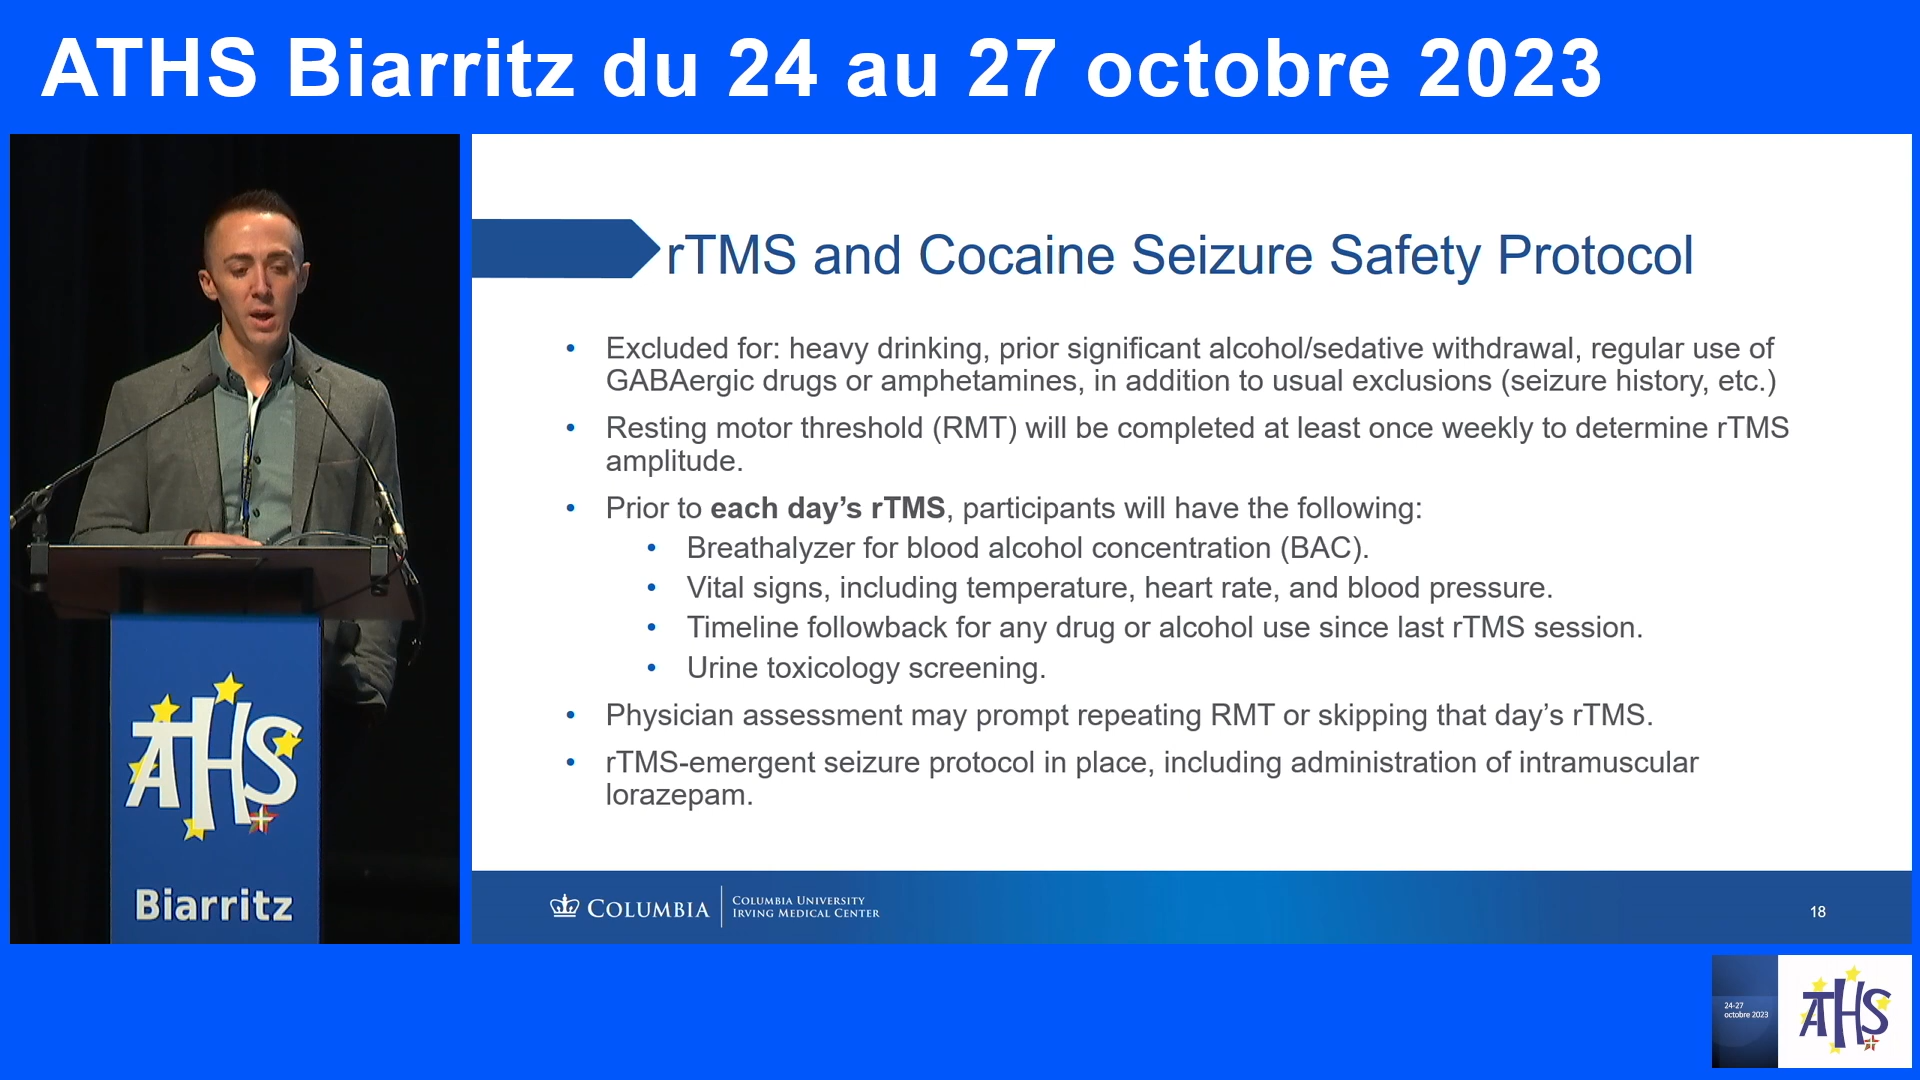 ATHS Biarritz du 24 au 27 octobre 2023
rTMS and Cocaine Seizure Safety Protocol
• Excluded for: heavy drinking, prior significant alcohol/sedative withdrawal, regular use of
GABAergic drugs or amphetamines, in addition to usual exclusions (seizure history, etc.)
• Resting motor threshold (RMT) will be completed at least once weekly to determine rTMS
amplitude.
• Prior to each day’s rTMS, participants will have the following:
• Breathalyzer for blood alcohol concentration (BAC).
• Vital signs, including temperature, heart rate, and blood pressure.
• Timeline followback for any drug or alcohol use since last rTMS session.
• Urine toxicology screening.
• Physician assessment may prompt repeating RMT or skipping that day’s rTMS.
• rTMS-emergent seizure protocol in place, including administration of intramuscular
lorazepam.
COLUMBIA
COLUMBIA UNIVERSITY
IRVING MEDICAL CENTER
18
ATHS
Biarritz
24-27
octobre 2023
ATHS